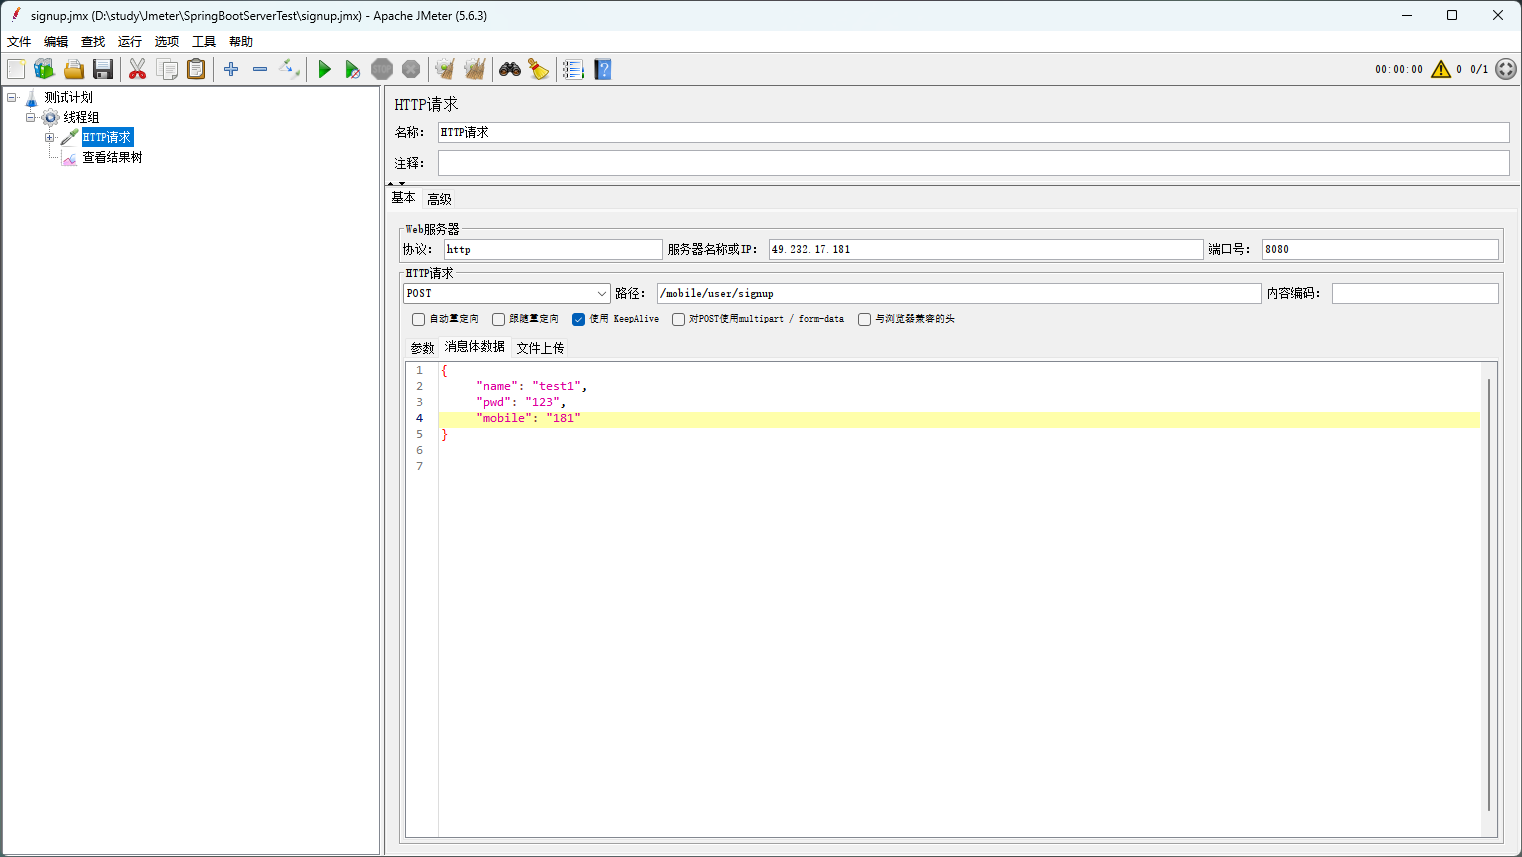 signup.jmx (D:\study\Jmeter\SpringBootServerTest\signup.jmx) - Apache JMeter (5.6.3)
文件 编辑 查找 运行 选项 工具 帮助
00:00:00 0 0/1
测试计划
线程组
HTTP请求
查看结果树
HTTP请求
名称： HTTP请求
注释：
基本 高级
Web服务器
协议： http 服务器名称或IP： 49.232.17.181 端口号： 8080
HTTP请求
POST 路径： /mobile/user/signup 内容编码：
自动重定向 跟随重定向 使用 KeepAlive 对POST使用multipart / form-data 与浏览器兼容的头
参数 消息体数据 文件上传
1 {
2 "name": "test1",
3 "pwd": "123",
4 "mobile": "181"
5 }
6
7